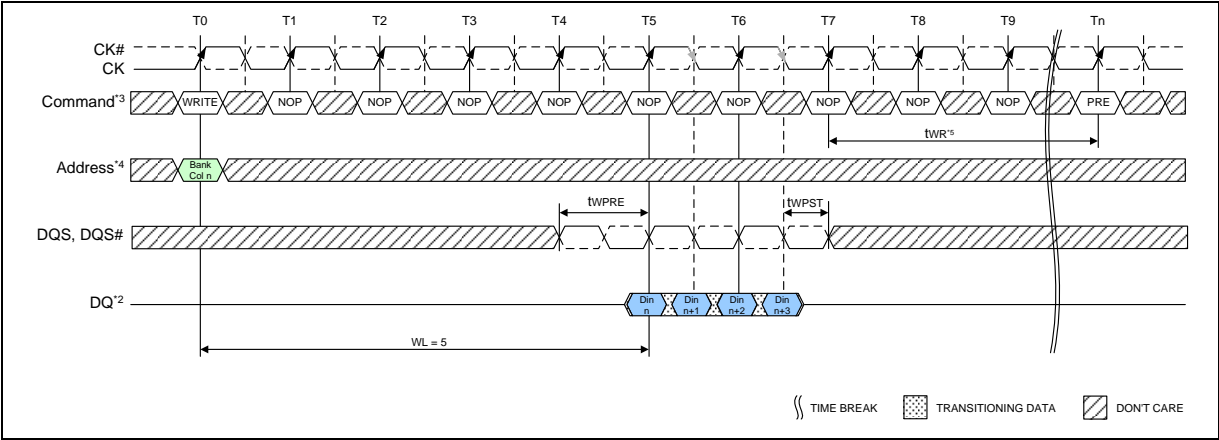 T0 T1 T2 T3 T4 T5 T6 T7 T8 T9 Tn
CK#
CK
Command*3 WRITE NOP NOP NOP NOP NOP NOP NOP NOP NOP PRE
tWR*5
Address*4 Bank Col n
tWPRE tWPST
DQS, DQS#
DQ*2 Din n Din n+1 Din n+2 Din n+3
WL = 5
TIME BREAK TRANSITIONING DATA DON'T CARE